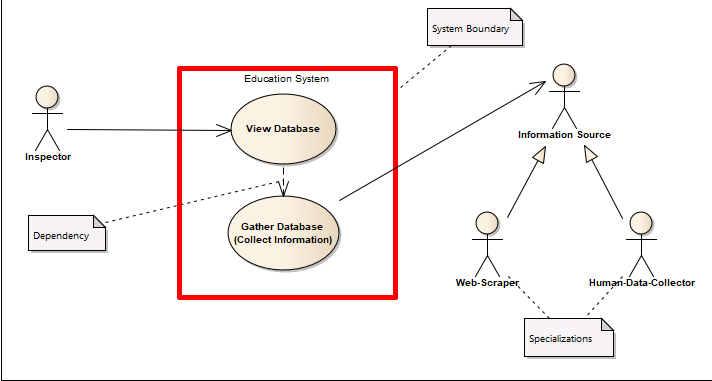 System Boundary
Education System
View Database
Inspector
Information Source
Gather Database
(Collect Information)
Dependency
Web-Scraper
Human-Data-Collector
Specializations